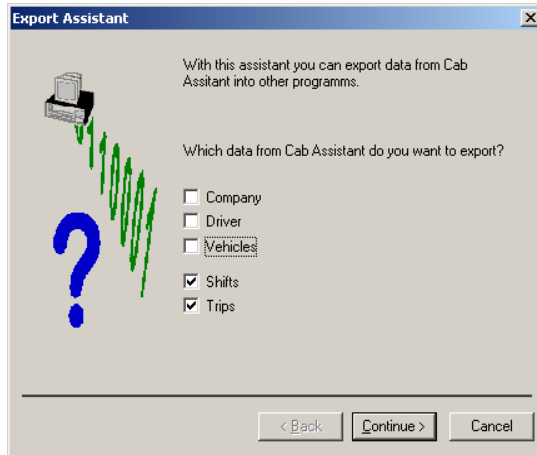 Export Assistant
With this assistant you can export data from Cab
Assitant into other programms.
Which data from Cab Assistant do you want to export?
Company
Driver
Vehicles
Shifts
Trips
< Back
Continue >
Cancel